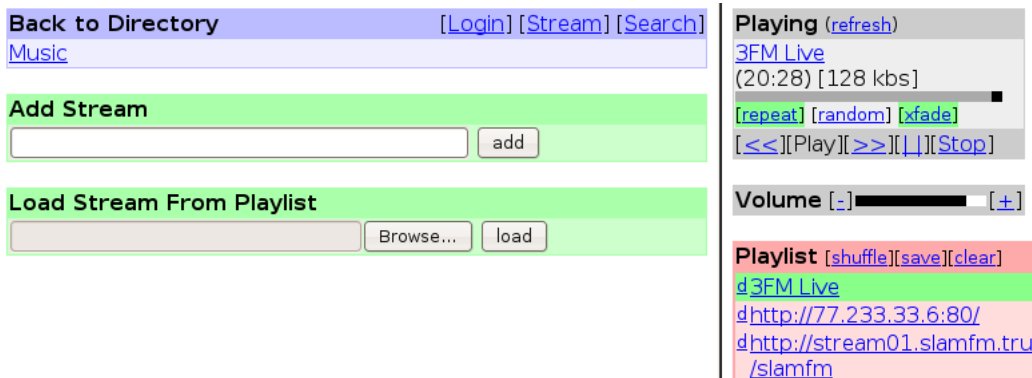 Back to Directory [Login] [Stream] [Search]
Music
Add Stream
add
Load Stream From Playlist
Browse... load
Playing (refresh)
3FM Live
(20:28) [128 kbs]
[repeat] [random] [xfade]
[<<][Play][>>][||][Stop]
Volume [-] [+]
Playlist [shuffle][save][clear]
d 3FM Live
d http://77.233.33.6:80/
d http://stream01.slamfm.tru
/slamfm